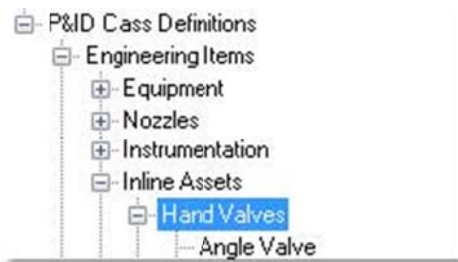 P&ID Cass Definitions
Engineering Items
Equipment
Nozzles
Instrumentation
Inline Assets
Hand Valves
Angle Valve